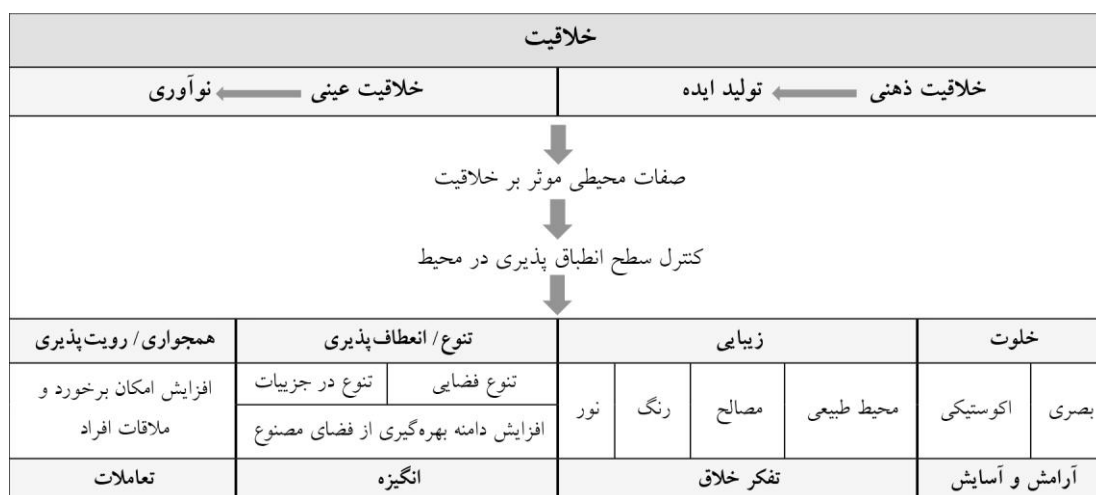 خلاقیت
خلاقیت ذهنی تولید ایده
خلاقیت عینی نوآوری
صفات محیطی موثر بر خلاقیت
کنترل سطح انطباق پذیری در محیط
خلوت
زیبایی
تنوع/ انعطاف‌پذیری
همجواری/ رویت‌پذیری
بصری
اکوستیکی
محیط طبیعی
مصالح
رنگ
نور
تنوع فضایی
تنوع در جزییات
افزایش دامنه بهره‌گیری از فضای مصنوع
افزایش امکان برخورد و
ملاقات افراد
آرامش و آسایش
تفکر خلاق
انگیزه
تعاملات